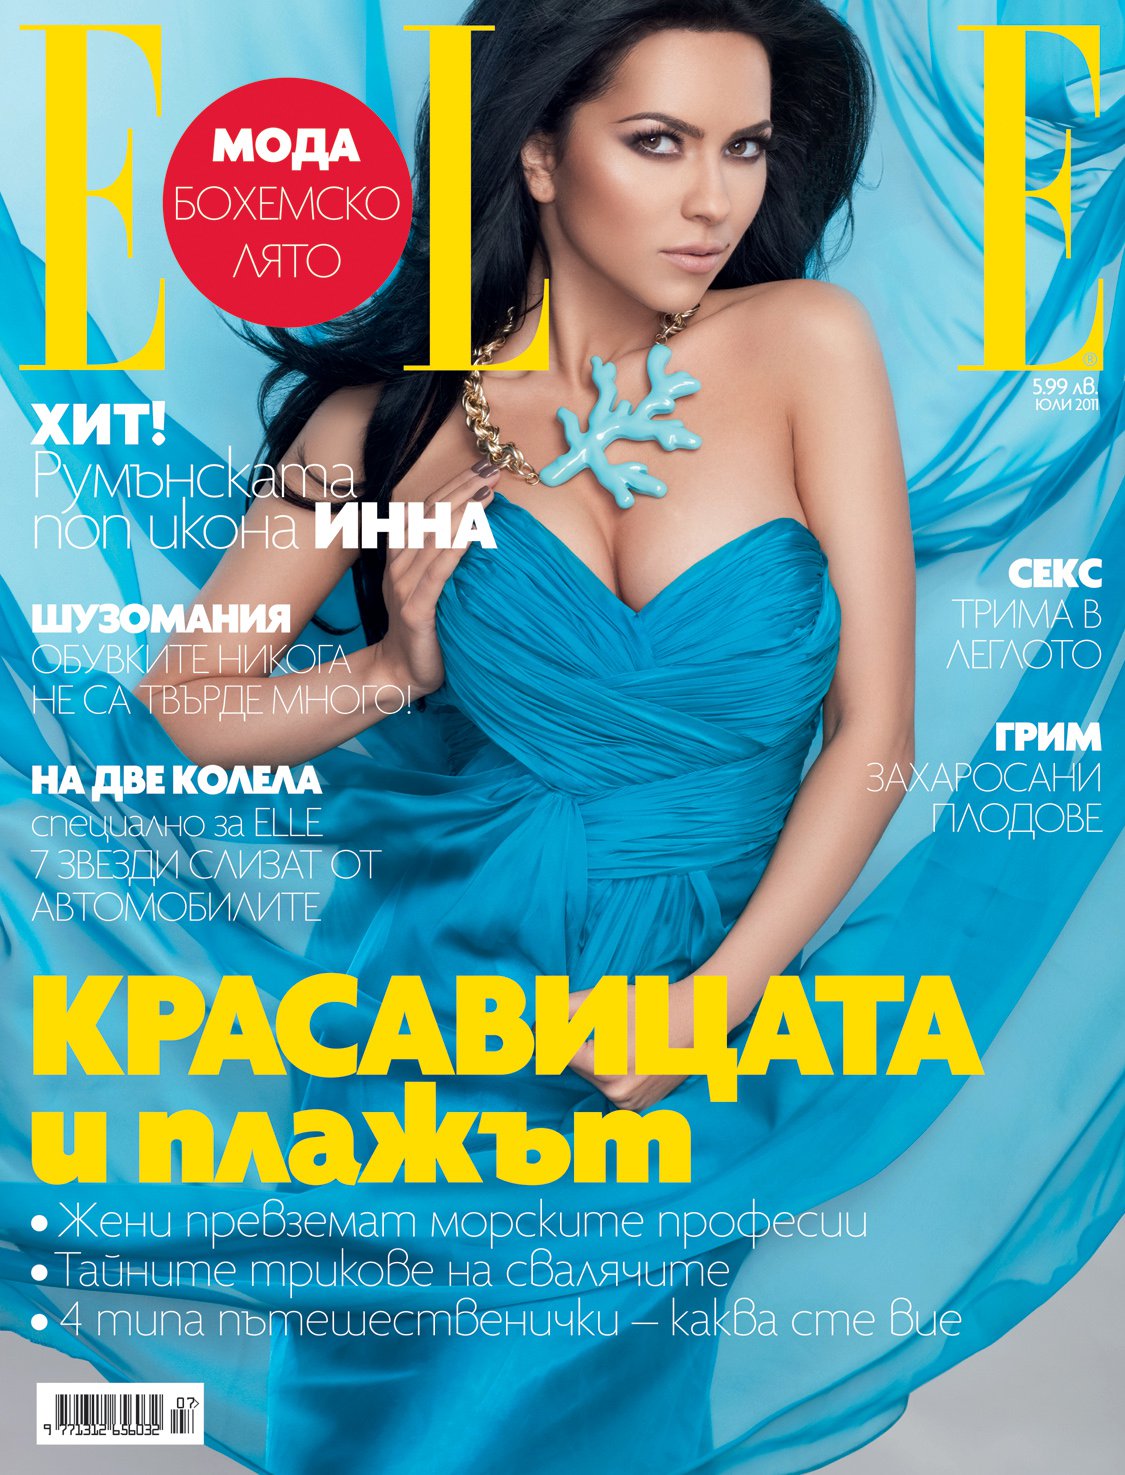 ELLE
МОДА
БОХЕМСКО
ЛЯТО
5.99 лв.
ЮЛИ 2011
ХИТ!
Румънската
поп икона ИННА
ШУЗОМАНИЯ
ОБУВКИТЕ НИКОГА
НЕ СА ТВЪРДЕ МНОГО!
НА ДВЕ КОЛЕЛА
специално за ELLE
7 ЗВЕЗДИ СЛИЗАТ ОТ
АВТОМОБИЛИТЕ
СЕКС
ТРИМА В
ЛЕГЛОТО
ГРИМ
ЗАХАРОСАНИ
ПЛОДОВЕ
КРАСАВИЦАТА
и плажът
• Жени превземат морските професии
• Тайните трикове на свалячите
• 4 типа пътешественички – каква сте вие
07>
9 771312 656032